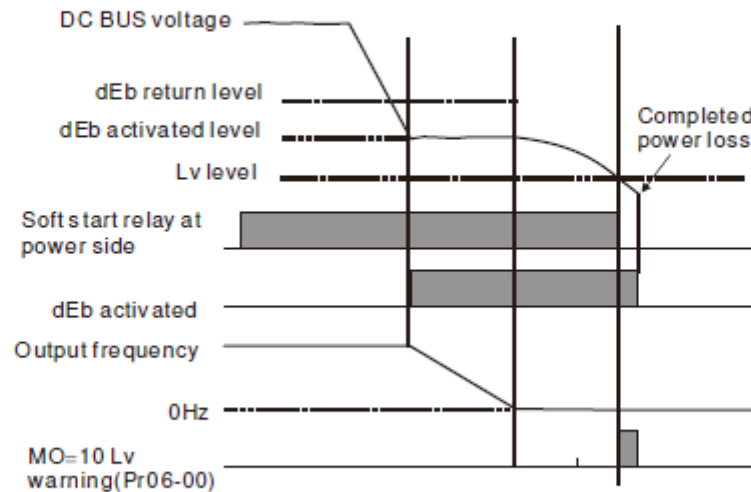 DC BUS voltage
dEb return level
dEb activated level
Completed
power loss
Lv level
Soft start relay at
power side
dEb activated
Output frequency
0Hz
MO=10 Lv
warning(Pr06-00)